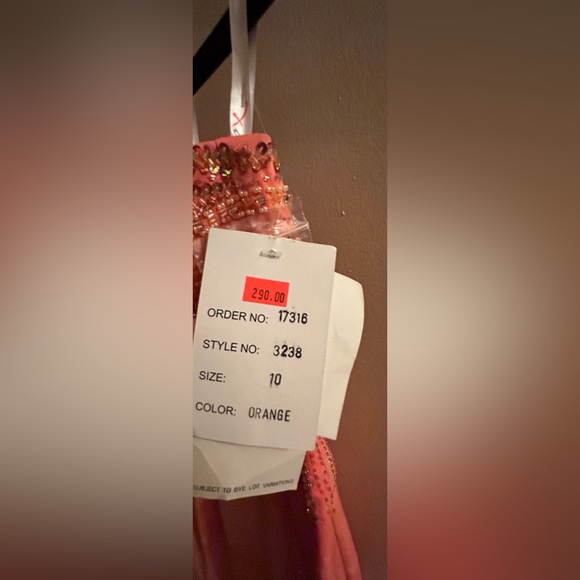 290.00
ORDER NO: 17316
STYLE NO: 3238
SIZE: 10
COLOR: ORANGE
SUBJECT TO DYE LOT VARIATIONS